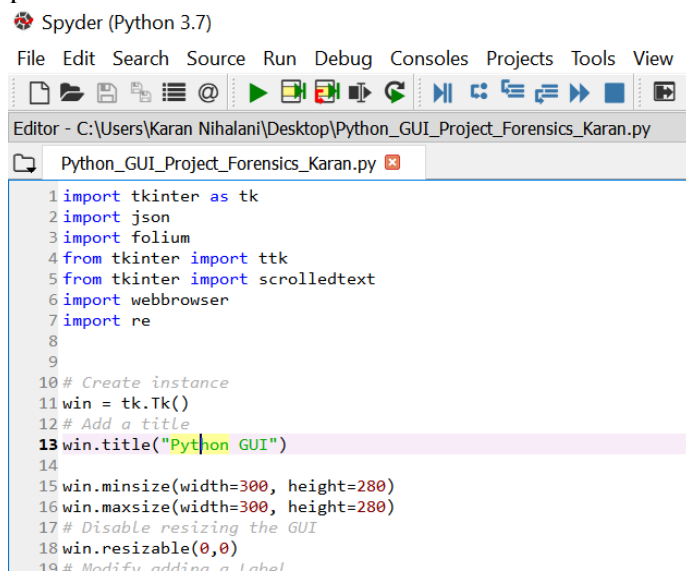 Spyder (Python 3.7)
File Edit Search Source Run Debug Consoles Projects Tools View
Editor - C:\Users\Karan Nihalani\Desktop\Python_GUI_Project_Forensics_Karan.py
Python_GUI_Project_Forensics_Karan.py
1 import tkinter as tk
2 import json
3 import folium
4 from tkinter import ttk
5 from tkinter import scrolledtext
6 import webbrowser
7 import re
8
9
10 # Create instance
11 win = tk.Tk()
12 # Add a title
13 win.title("Python GUI")
14
15 win.minsize(width=300, height=280)
16 win.maxsize(width=300, height=280)
17 # Disable resizing the GUI
18 win.resizable(0,0)
19 # Modify adding a Label